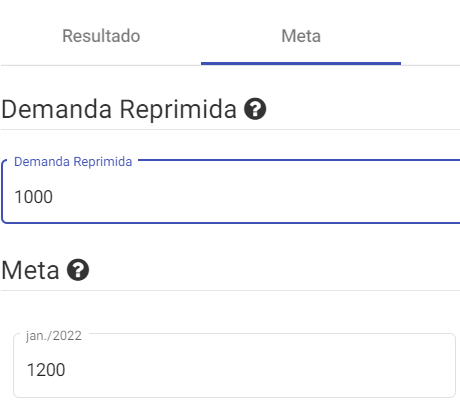 Resultado Meta
Demanda Reprimida ?
Demanda Reprimida
1000
Meta ?
jan./2022
1200